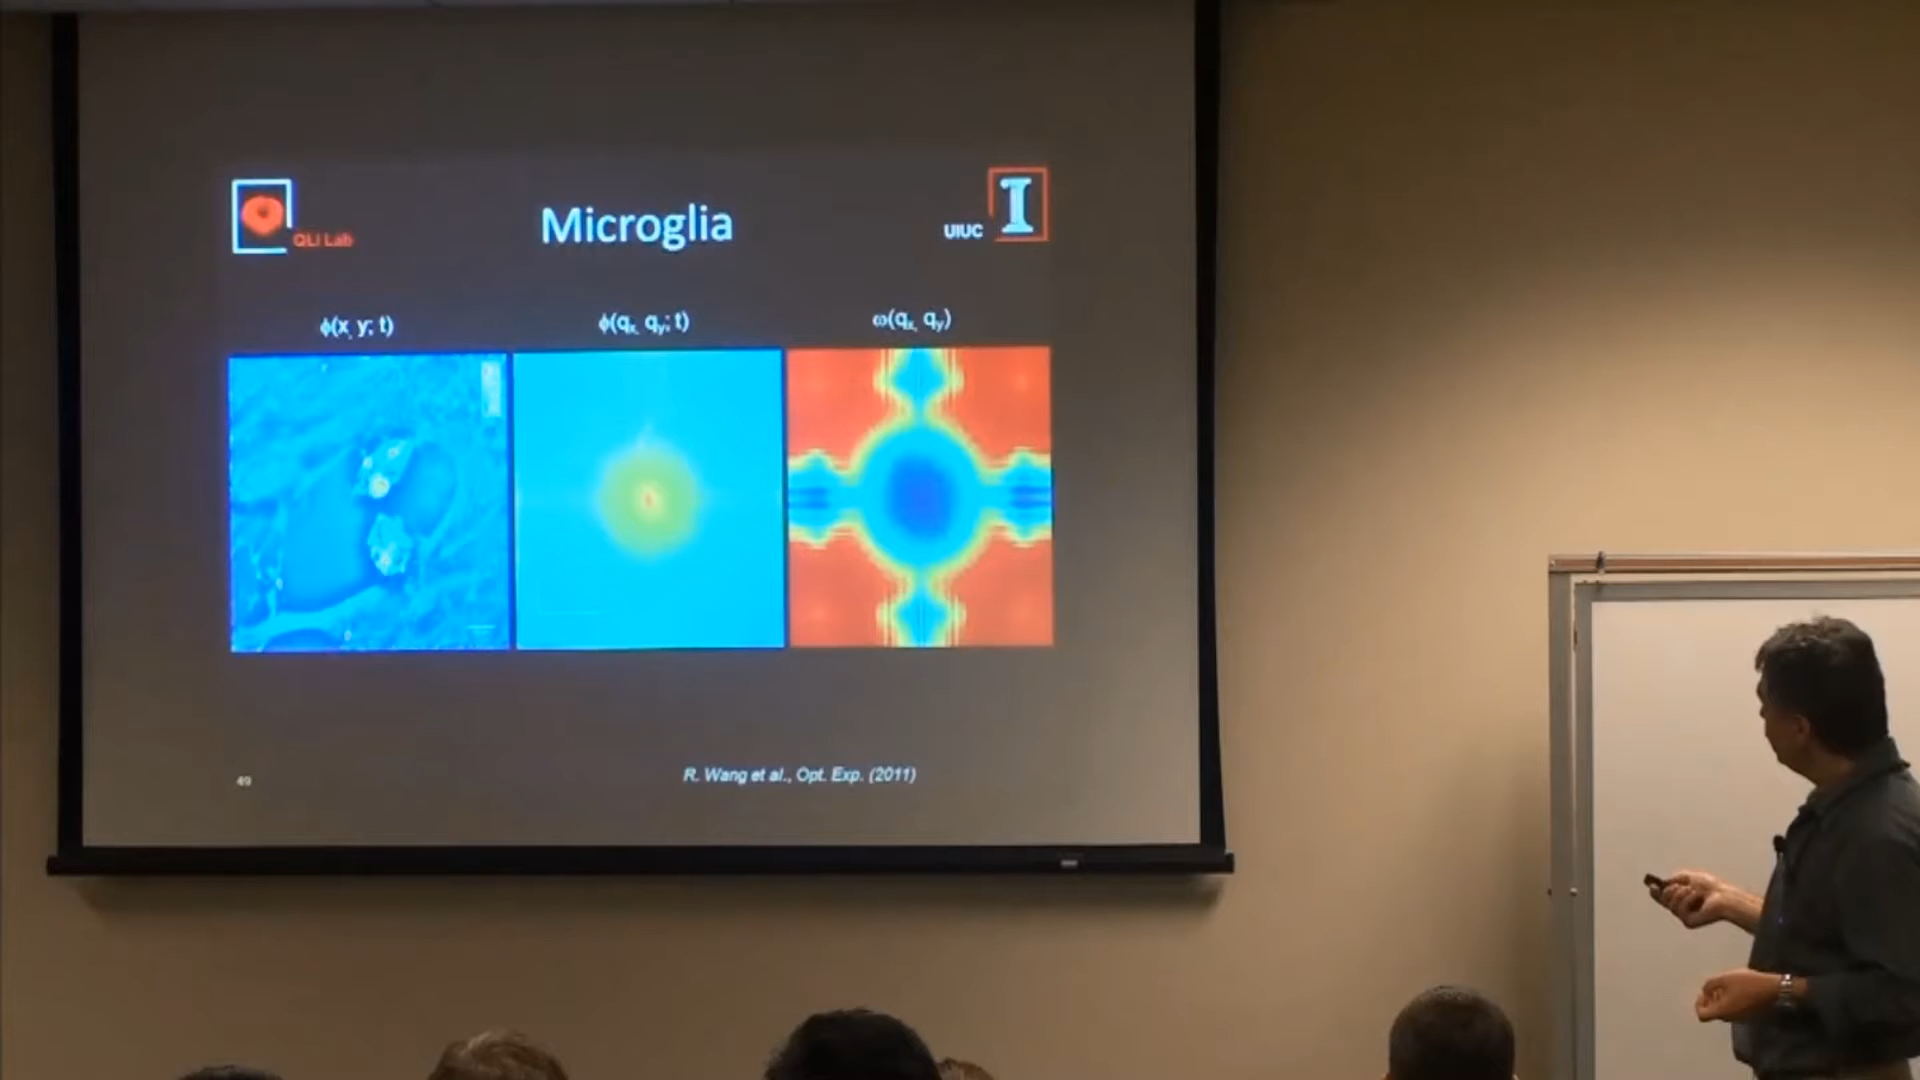 QLI Lab
Microglia
UIUC
I
ϕ(x, y; t)
ϕ(qx, qy; t)
ω(qx, qy)
49
R. Wang et al., Opt. Exp. (2011)